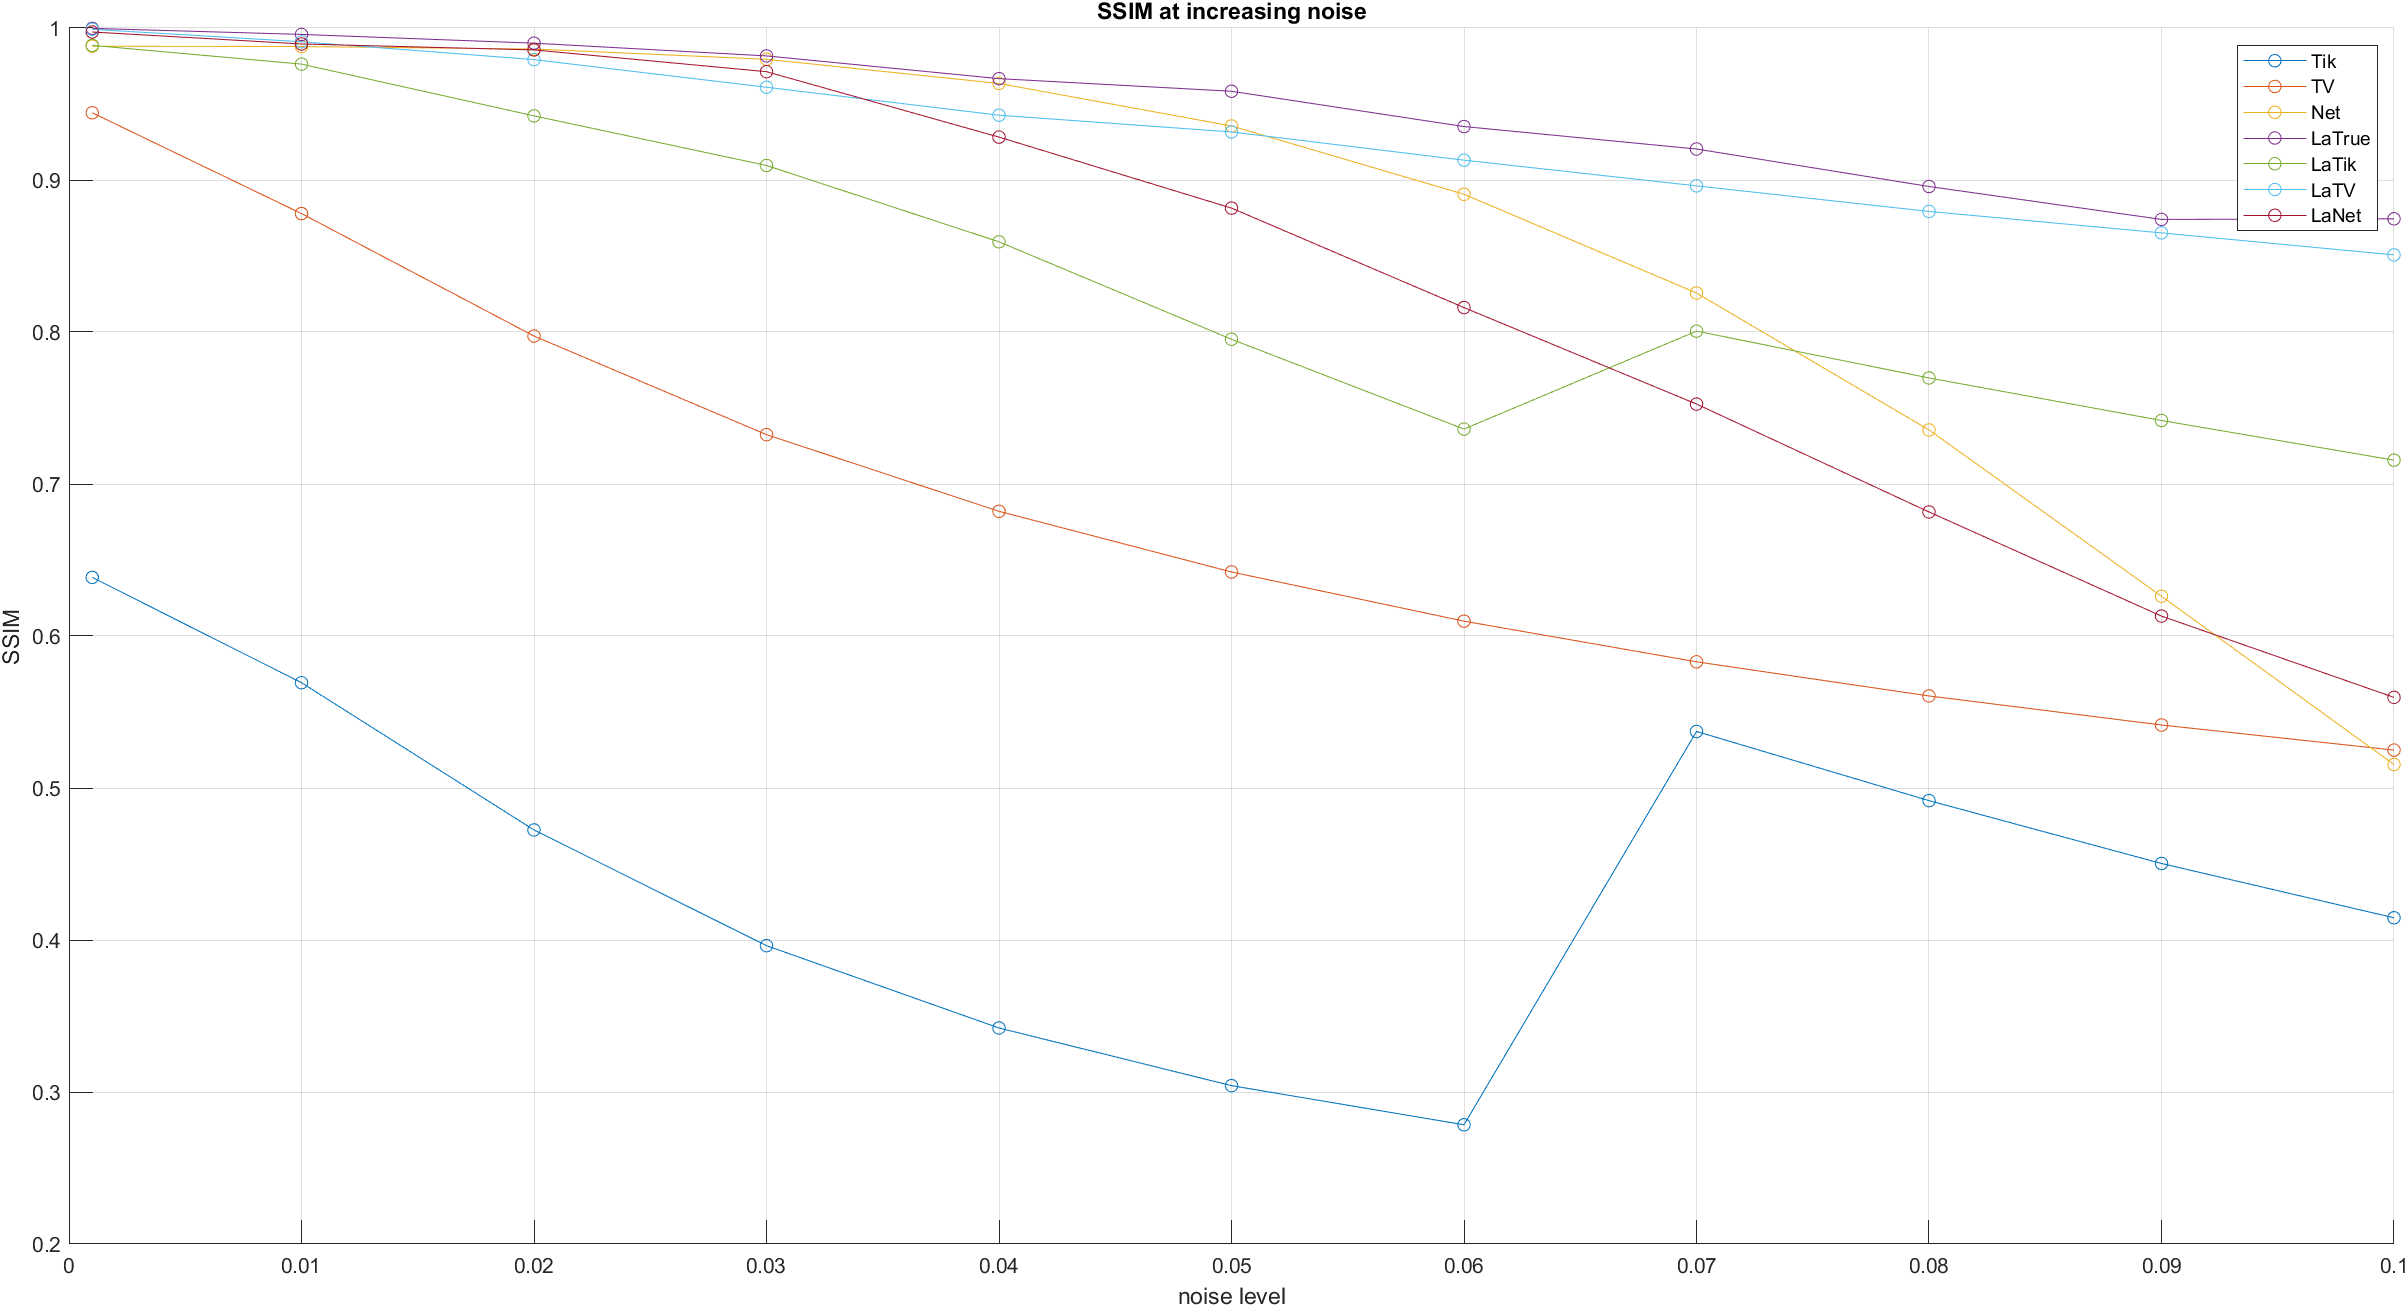 SSIM at increasing noise
1
0.9
0.8
0.7
0.6
0.5
0.4
0.3
0.2
SSIM
0 0.01 0.02 0.03 0.04 0.05 0.06 0.07 0.08 0.09 0.1
noise level
Tik
TV
Net
LaTrue
LaTik
LaTV
LaNet